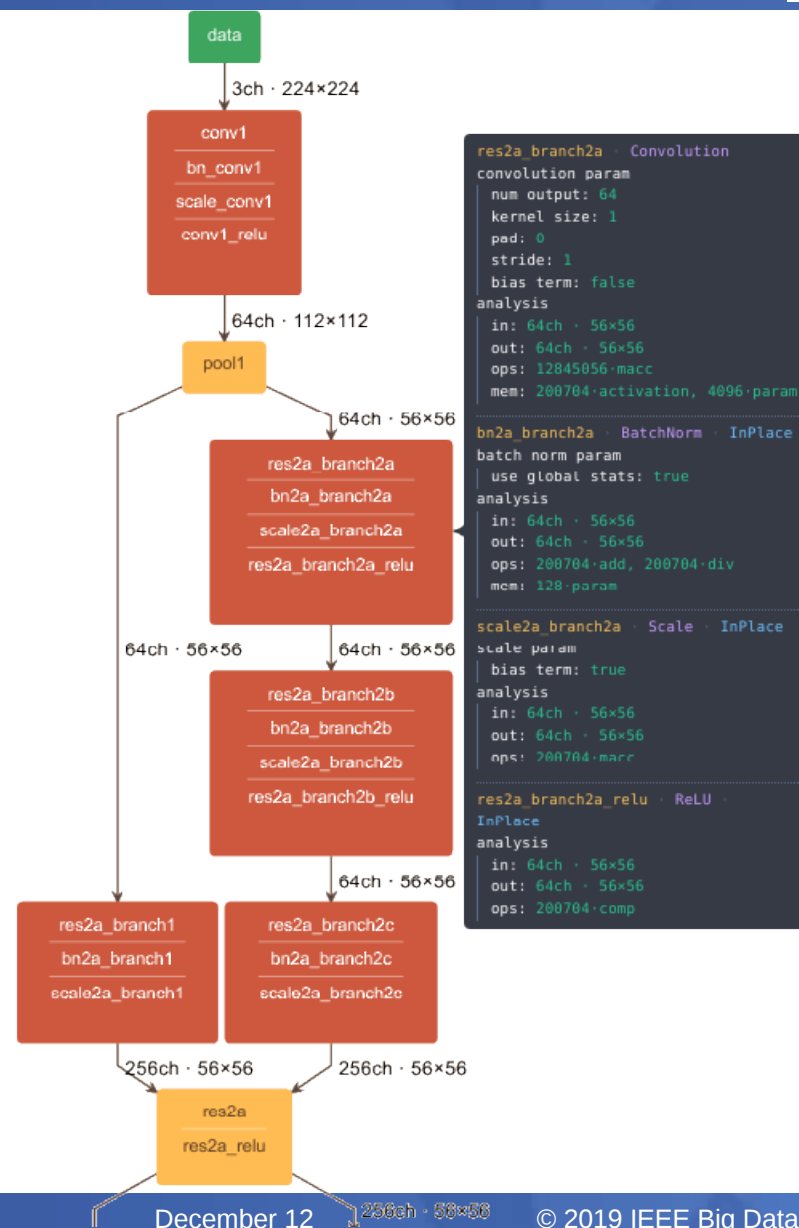 data
3ch · 224×224
conv1
bn_conv1
scale_conv1
conv1_relu
64ch · 112×112
pool1
64ch · 56×56
res2a_branch2a
bn2a_branch2a
scale2a_branch2a
res2a_branch2a_relu
64ch · 56×56
64ch · 56×56
res2a_branch2b
bn2a_branch2b
scale2a_branch2b
res2a_branch2b_relu
64ch · 56×56
res2a_branch1
bn2a_branch1
scale2a_branch1
res2a_branch2c
bn2a_branch2c
scale2a_branch2c
256ch · 56×56
256ch · 56×56
res2a
res2a_relu
256ch · 56×56
res2a_branch2a · Convolution
convolution param
num output: 64
kernel size: 1
pad: 0
stride: 1
bias term: false
analysis
in: 64ch · 56×56
out: 64ch · 56×56
ops: 12845056·macc
mem: 200704·activation, 4096·param
bn2a_branch2a · BatchNorm · InPlace
batch norm param
use global stats: true
analysis
in: 64ch · 56×56
out: 64ch · 56×56
ops: 200704·add, 200704·div
mem: 128·param
scale2a_branch2a · Scale · InPlace
scale param
bias term: true
analysis
in: 64ch · 56×56
out: 64ch · 56×56
ops: 200704·macc
res2a_branch2a_relu · ReLU ·
InPlace
analysis
in: 64ch · 56×56
out: 64ch · 56×56
ops: 200704·comp
December 12
© 2019 IEEE Big Data